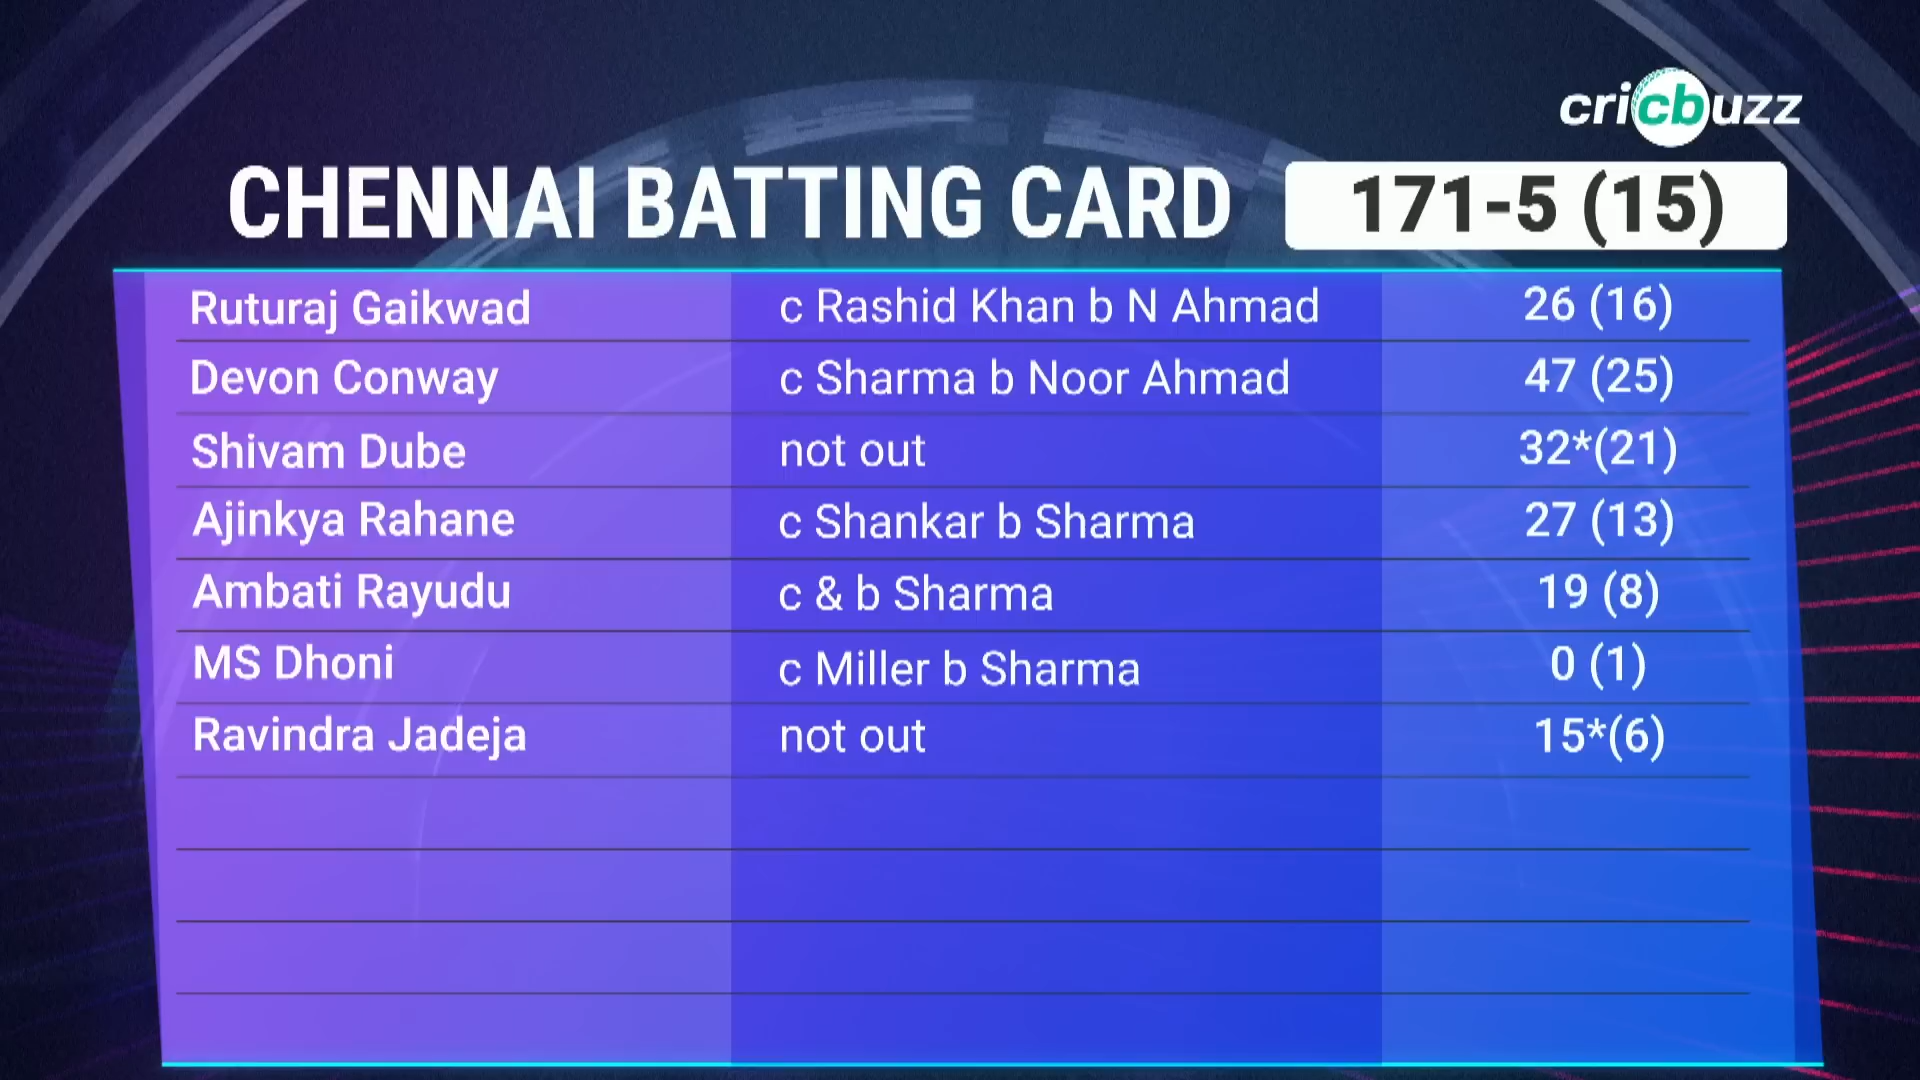 cricbuzz
CHENNAI BATTING CARD 171-5 (15)
Ruturaj Gaikwad c Rashid Khan b N Ahmad 26 (16)
Devon Conway c Sharma b Noor Ahmad 47 (25)
Shivam Dube not out 32*(21)
Ajinkya Rahane c Shankar b Sharma 27 (13)
Ambati Rayudu c & b Sharma 19 (8)
MS Dhoni c Miller b Sharma 0 (1)
Ravindra Jadeja not out 15*(6)